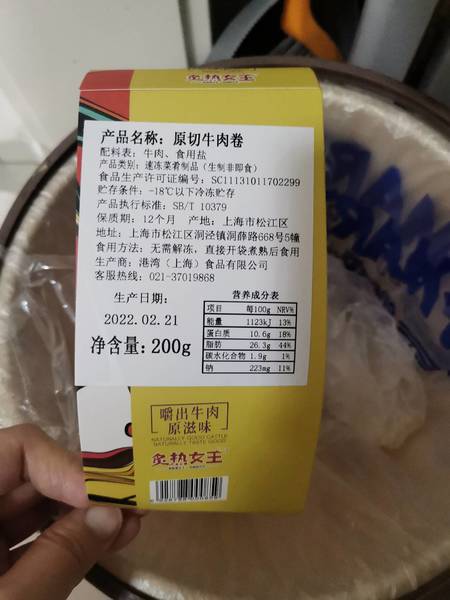 炙热女王
产品名称: 原切牛肉卷
配料表: 牛肉、食用盐
产品类别: 速冻菜肴制品 (生制非即食)
食品生产许可证编号: SC11131011702299
贮存条件: -18℃以下冷冻贮存
产品执行标准: SB/T 10379
保质期: 12个月 产地: 上海市松江区
地址: 上海市松江区洞泾镇洞薛路668号5幢
食用方法: 无需解冻, 直接开袋煮熟后食用
生产商: 港湾 (上海) 食品有限公司
客服热线: 021-37019868
生产日期:
2022.02.21
净含量: 200g
营养成分表
项目 每100g NRV%
能量 1123kJ 13%
蛋白质 10.6g 18%
脂肪 26.3g 44%
碳水化合物 1.9g 1%
钠 223mg 11%
嚼出牛肉
原滋味
NATURALLY GOOD CATTLE
NATURALLY TASTE GOOD
炙热女王